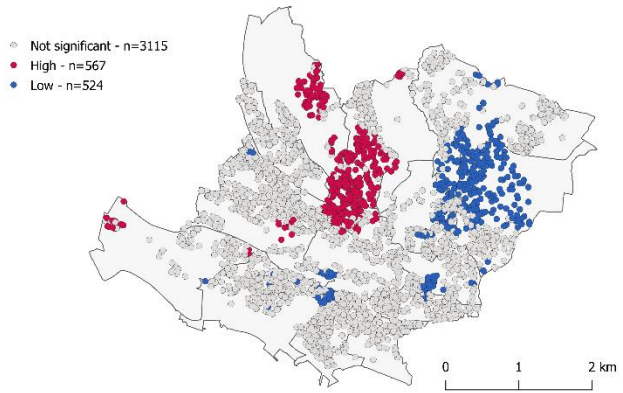 Not significant - n=3115
High - n=567
Low - n=524
0 1 2 km